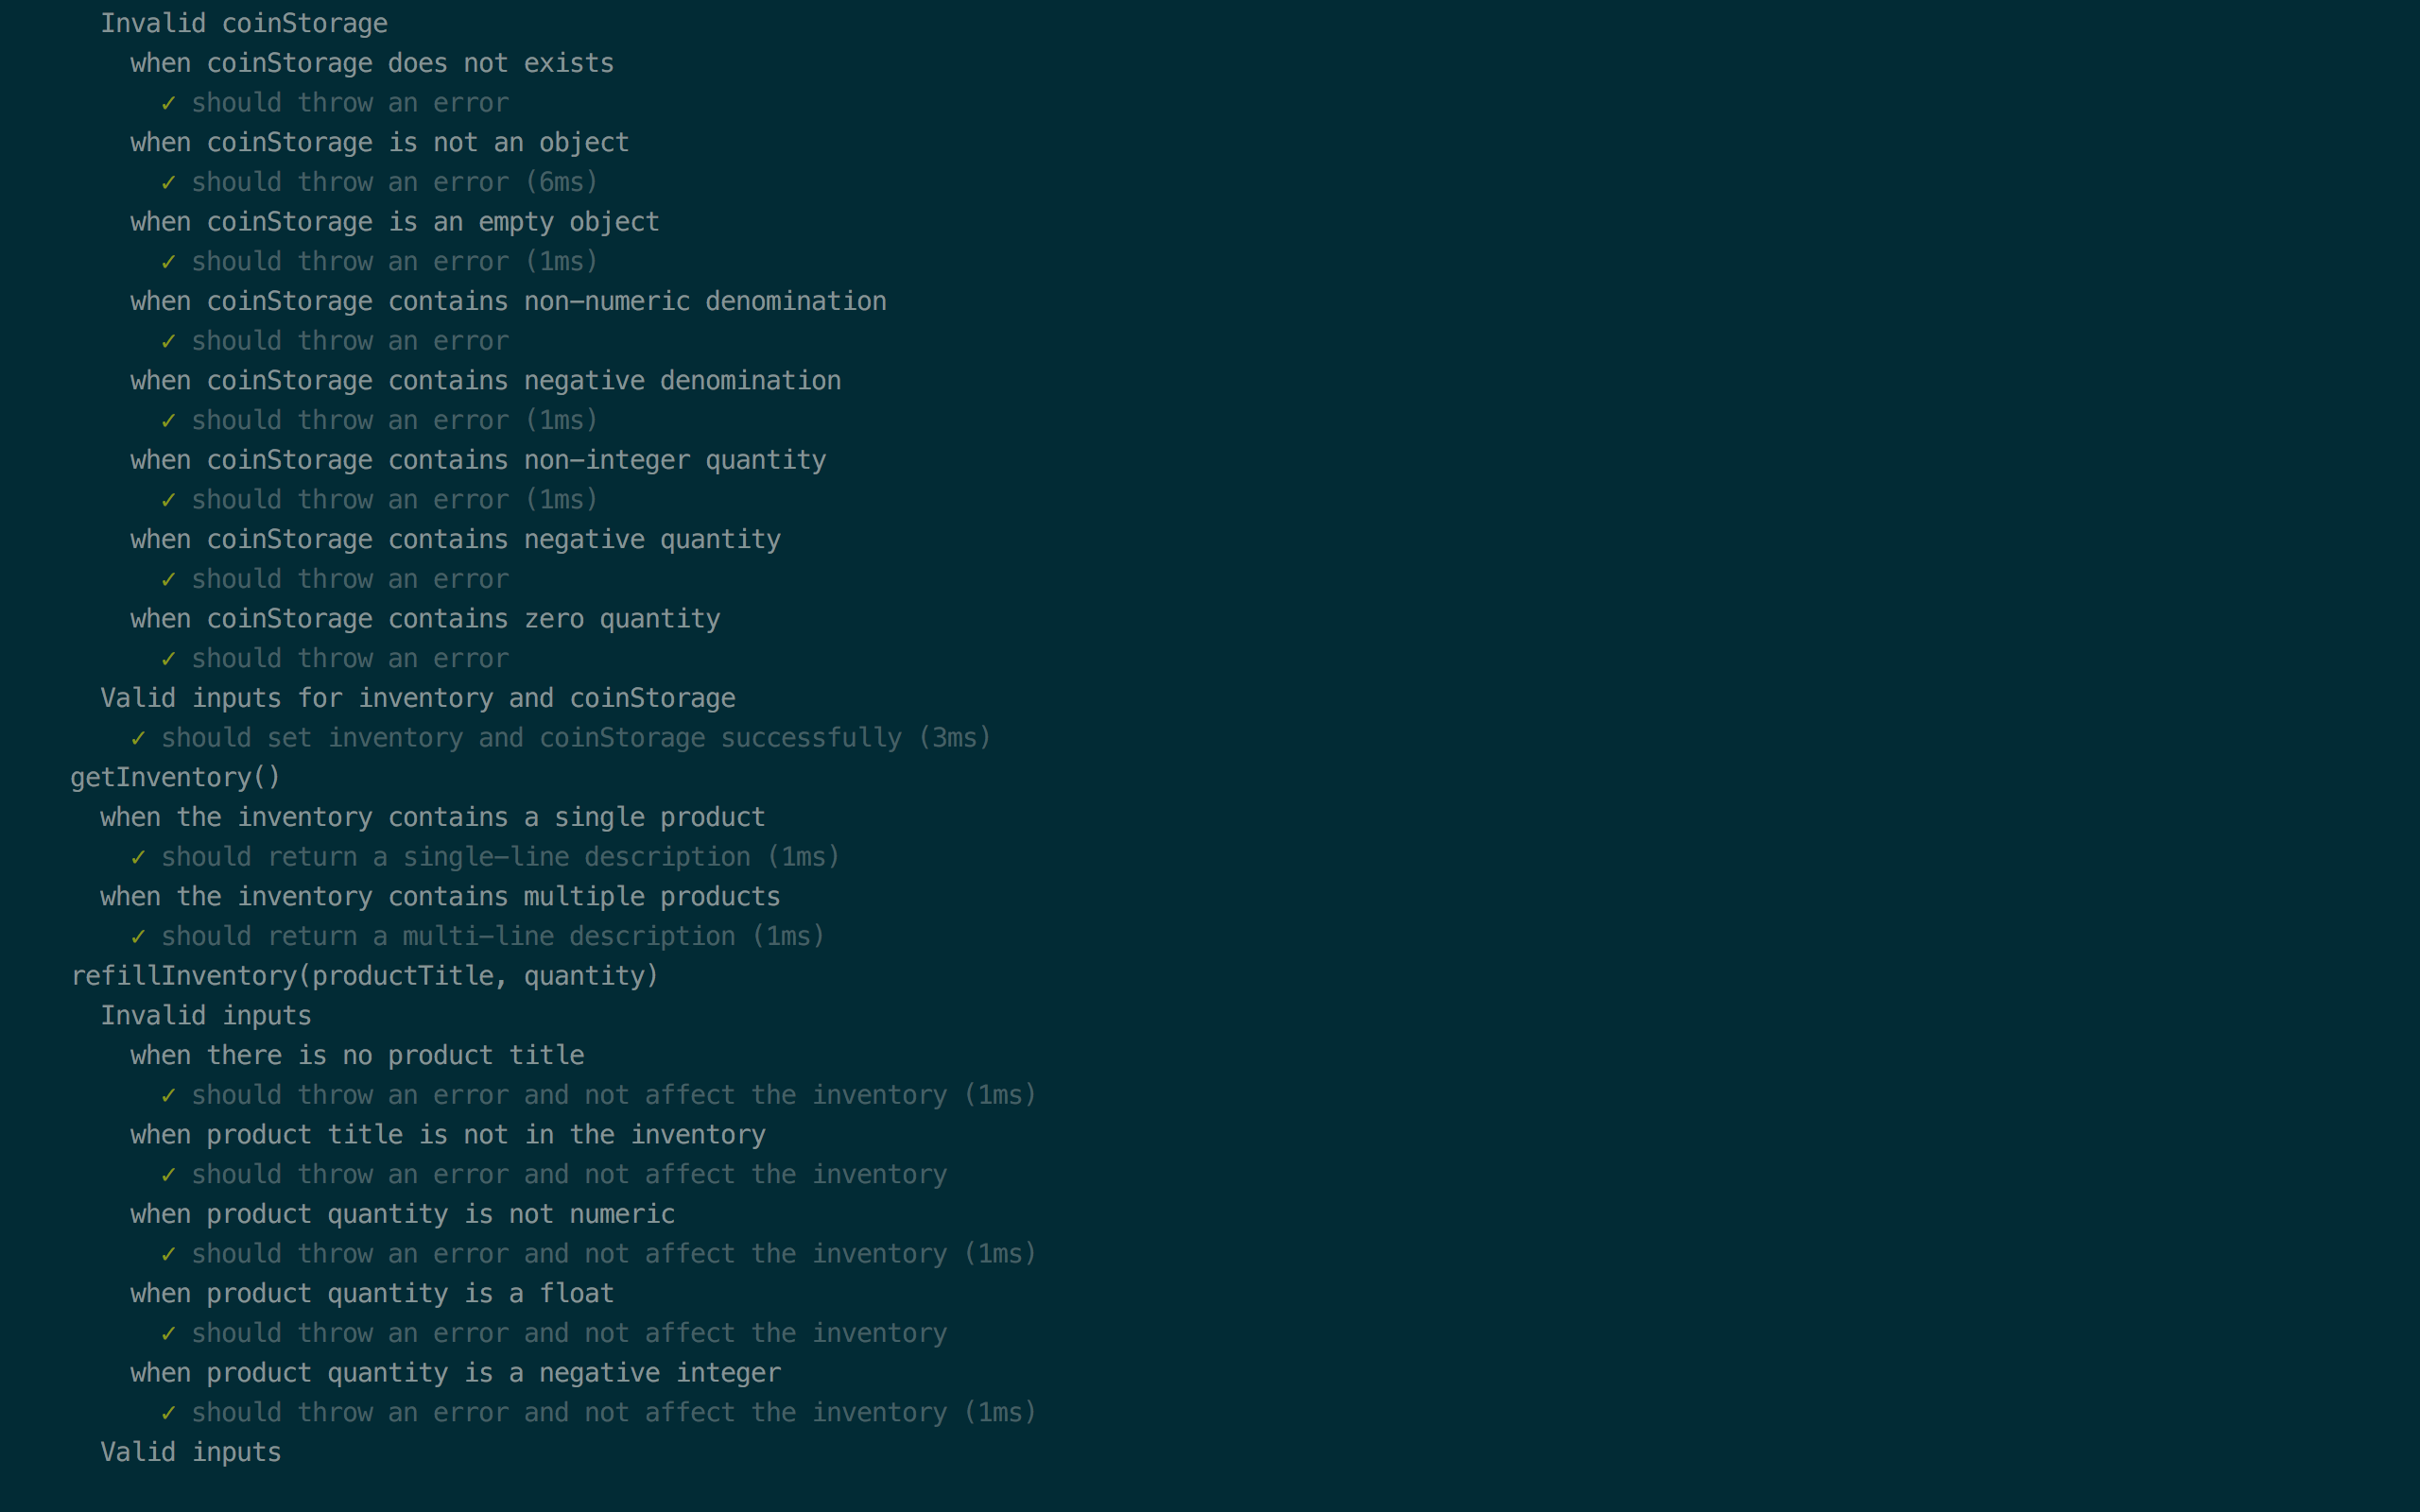 Invalid coinStorage
when coinStorage does not exists
✓ should throw an error
when coinStorage is not an object
✓ should throw an error (6ms)
when coinStorage is an empty object
✓ should throw an error (1ms)
when coinStorage contains non-numeric denomination
✓ should throw an error
when coinStorage contains negative denomination
✓ should throw an error (1ms)
when coinStorage contains non-integer quantity
✓ should throw an error (1ms)
when coinStorage contains negative quantity
✓ should throw an error
when coinStorage contains zero quantity
✓ should throw an error
Valid inputs for inventory and coinStorage
✓ should set inventory and coinStorage successfully (3ms)
getInventory()
when the inventory contains a single product
✓ should return a single-line description (1ms)
when the inventory contains multiple products
✓ should return a multi-line description (1ms)
refillInventory(productTitle, quantity)
Invalid inputs
when there is no product title
✓ should throw an error and not affect the inventory (1ms)
when product title is not in the inventory
✓ should throw an error and not affect the inventory
when product quantity is not numeric
✓ should throw an error and not affect the inventory (1ms)
when product quantity is a float
✓ should throw an error and not affect the inventory
when product quantity is a negative integer
✓ should throw an error and not affect the inventory (1ms)
Valid inputs